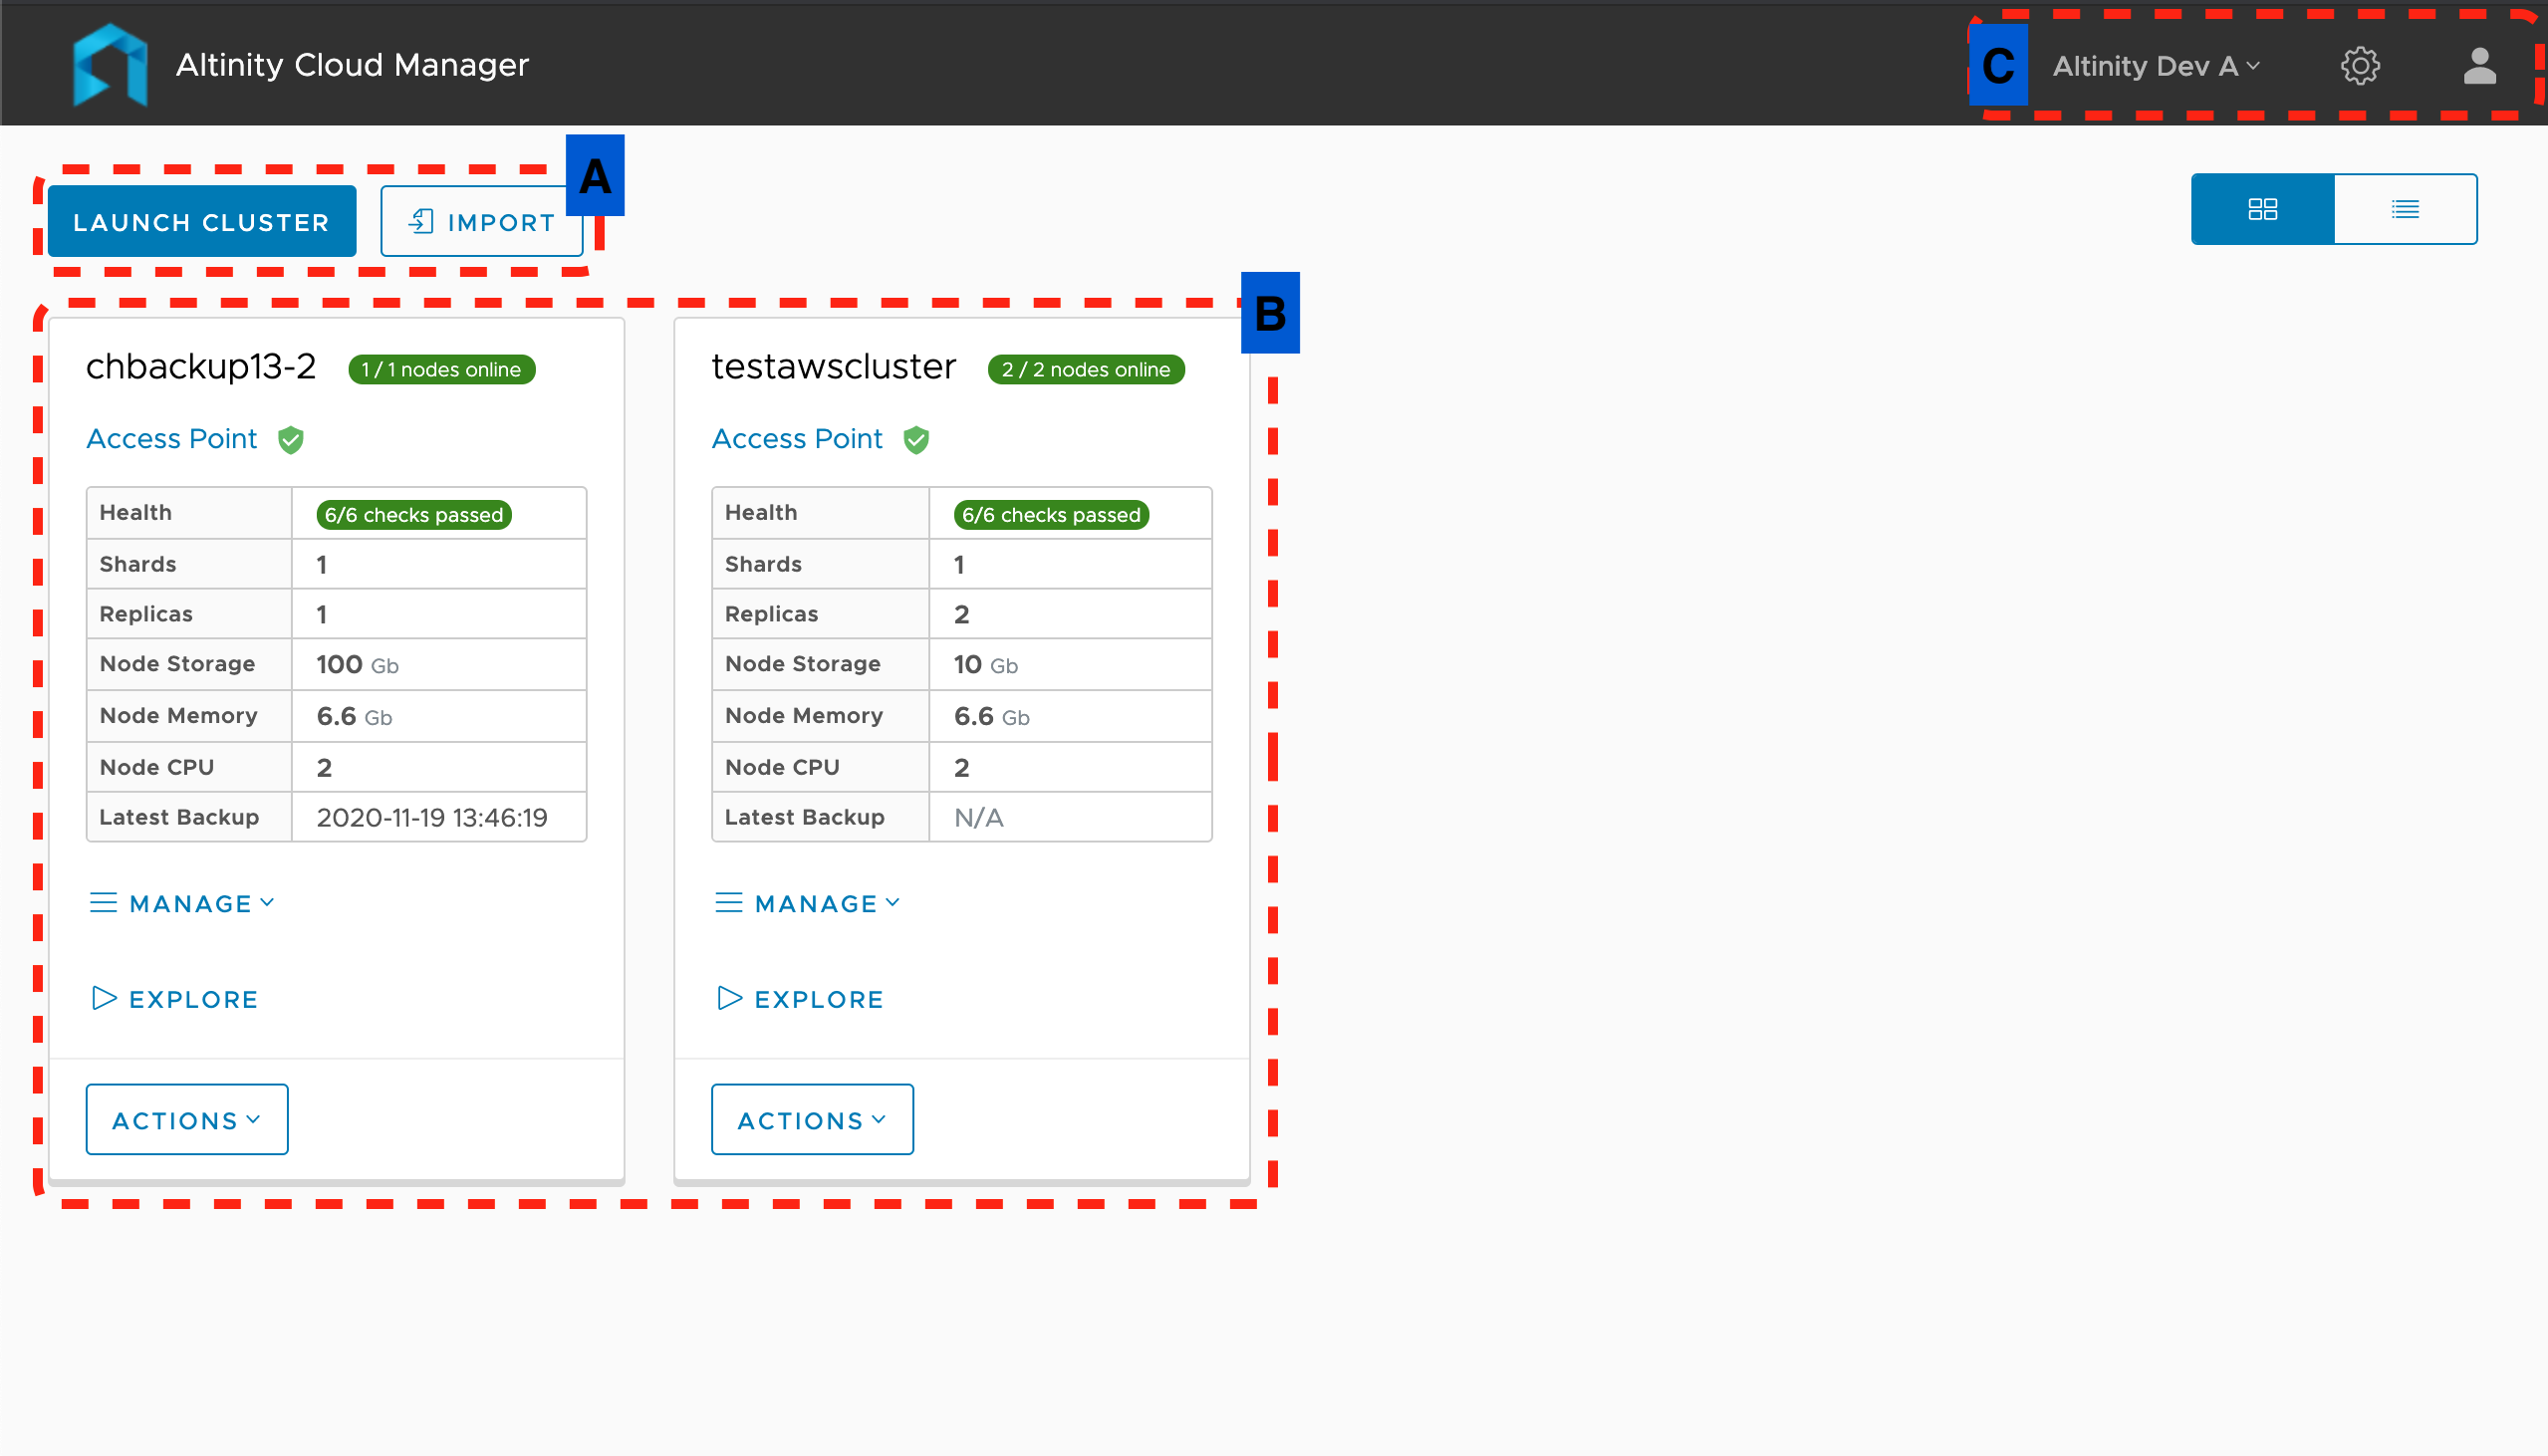 Altinity Cloud Manager
C
Altinity Dev A
LAUNCH CLUSTER
IMPORT
A
B
chbackup13-2
1 / 1 nodes online
Access Point
Health
6/6 checks passed
Shards
1
Replicas
1
Node Storage
100 Gb
Node Memory
6.6 Gb
Node CPU
2
Latest Backup
2020-11-19 13:46:19
MANAGE
EXPLORE
ACTIONS
testawscluster
2 / 2 nodes online
Access Point
Health
6/6 checks passed
Shards
1
Replicas
2
Node Storage
10 Gb
Node Memory
6.6 Gb
Node CPU
2
Latest Backup
N/A
MANAGE
EXPLORE
ACTIONS